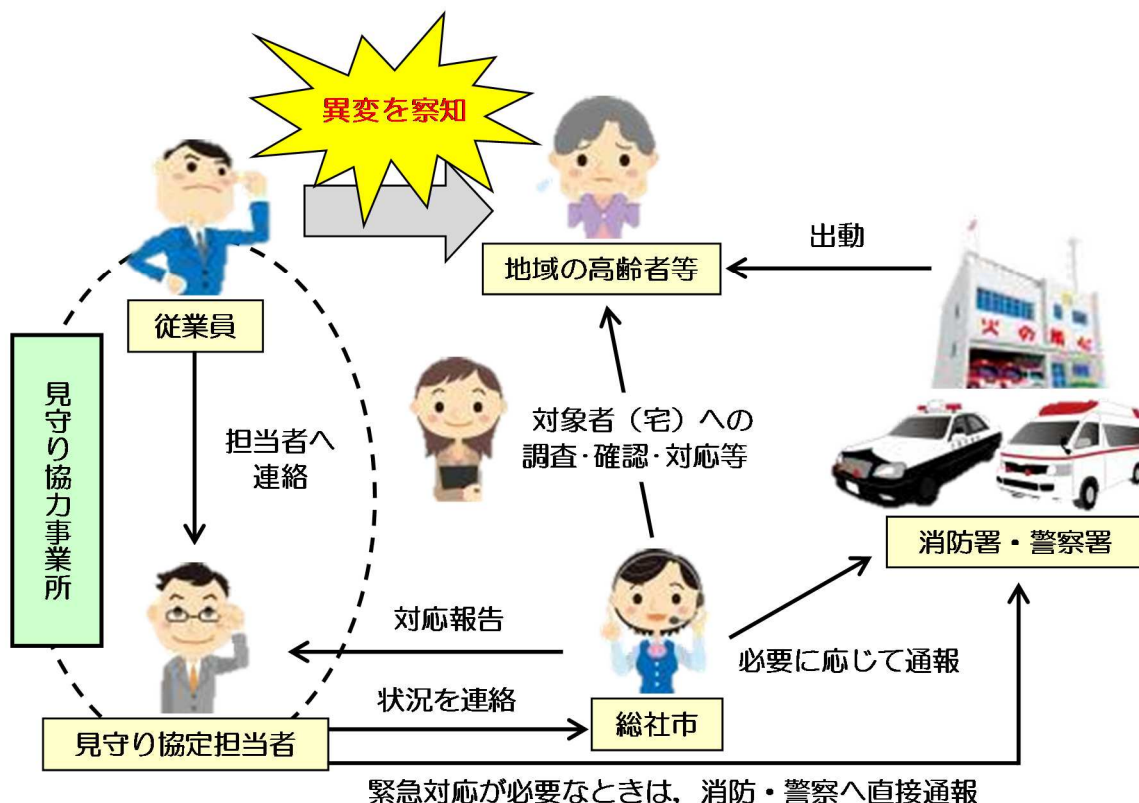 異変を察知
地域の高齢者等
出動
火の用心
従業員
見守り協力事業所
担当者へ
連絡
対象者（宅）への
調査・確認・対応等
消防署・警察署
対応報告
必要に応じて通報
状況を連絡
総社市
見守り協定担当者
緊急対応が必要なときは，消防・警察へ直接通報